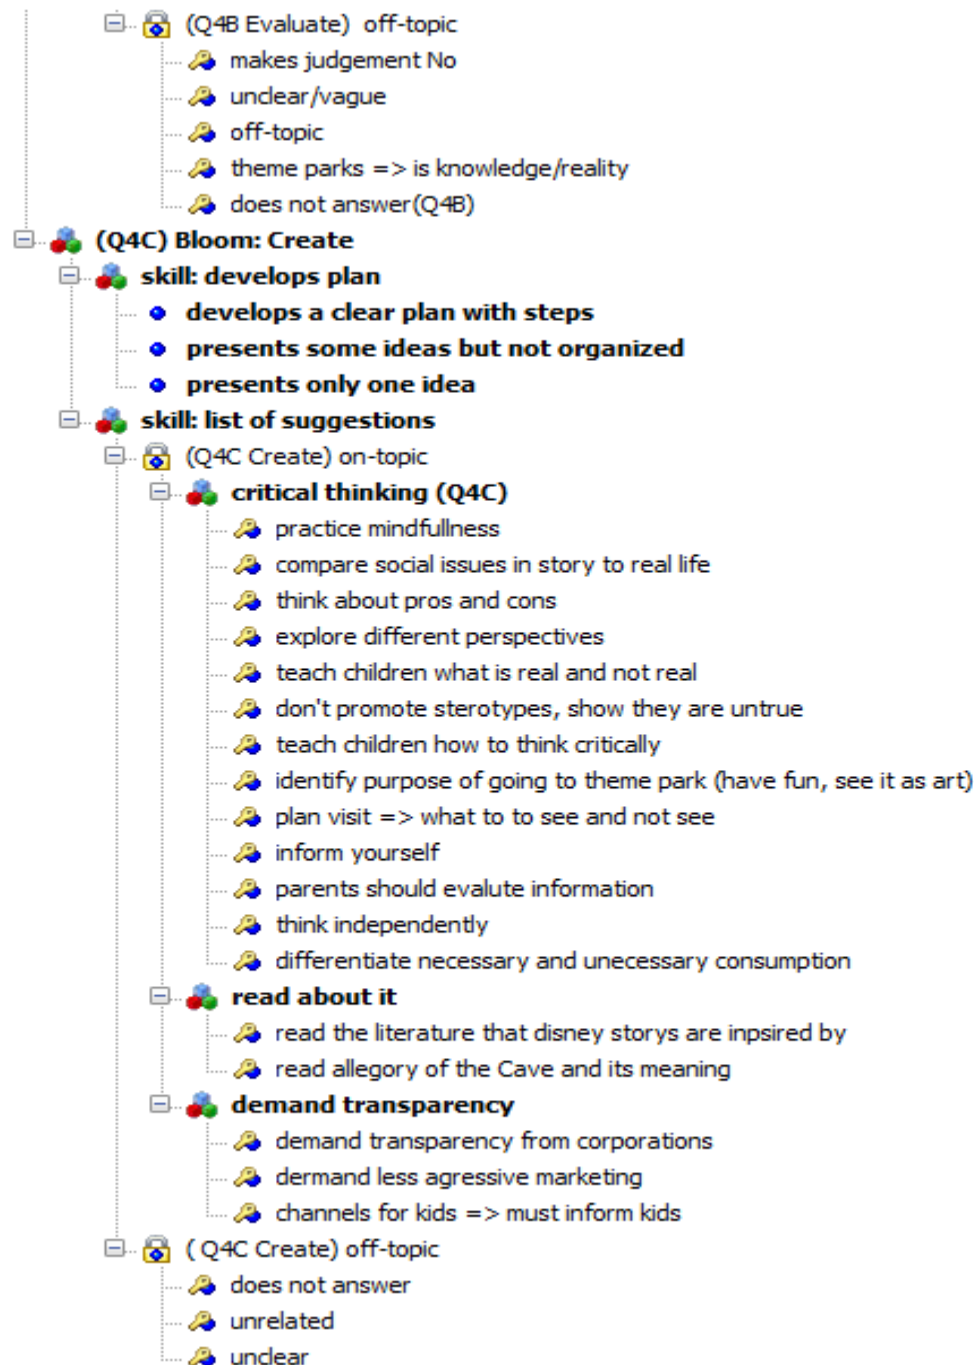 (Q4B Evaluate) off-topic
makes judgement No
unclear/vague
off-topic
theme parks => is knowledge/reality
does not answer(Q4B)
(Q4C) Bloom: Create
skill: develops plan
develops a clear plan with steps
presents some ideas but not organized
presents only one idea
skill: list of suggestions
(Q4C Create) on-topic
critical thinking (Q4C)
practice mindfullness
compare social issues in story to real life
think about pros and cons
explore different perspectives
teach children what is real and not real
don't promote sterotypes, show they are untrue
teach children how to think critically
identify purpose of going to theme park (have fun, see it as art)
plan visit => what to to see and not see
inform yourself
parents should evalute information
think independently
differentiate necessary and unecessary consumption
read about it
read the literature that disney storys are inpsired by
read allegory of the Cave and its meaning
demand transparency
demand transparency from corporations
dermand less agressive marketing
channels for kids => must inform kids
( Q4C Create) off-topic
does not answer
unrelated
unclear